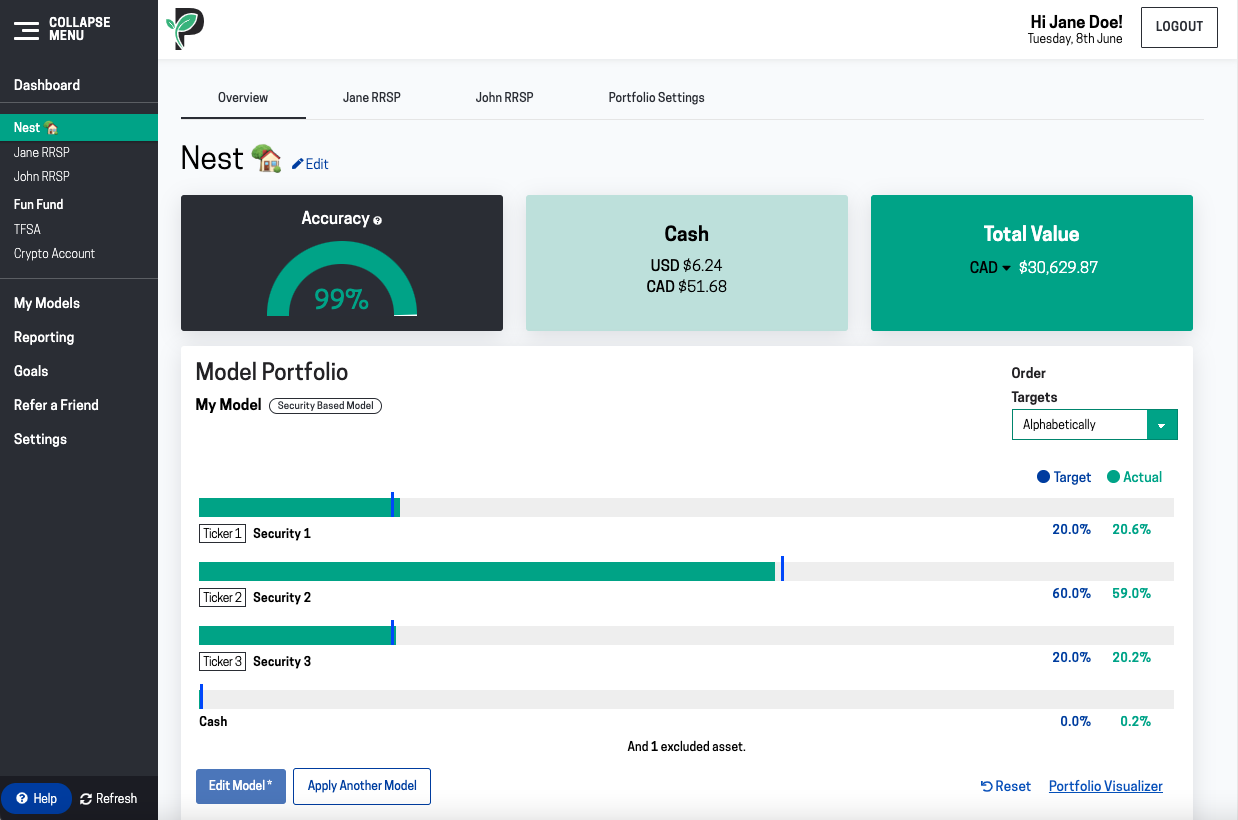 COLLAPSE
MENU
Hi Jane Doe!
Tuesday, 8th June
LOGOUT
Dashboard
Nest
Jane RRSP
John RRSP
Fun Fund
TFSA
Crypto Account
My Models
Reporting
Goals
Refer a Friend
Settings
Help
Refresh
Overview
Jane RRSP
John RRSP
Portfolio Settings
Nest
Edit
Accuracy ?
99%
Cash
USD $6.24
CAD $51.68
Total Value
CAD $30,629.87
Model Portfolio
My Model Security Based Model
Order
Targets
Alphabetically
Target Actual
Ticker 1 Security 1 20.0% 20.6%
Ticker 2 Security 2 60.0% 59.0%
Ticker 3 Security 3 20.0% 20.2%
Cash 0.0% 0.2%
And 1 excluded asset.
Edit Model * Apply Another Model Reset Portfolio Visualizer